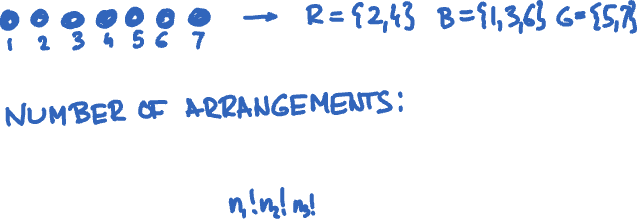 → R={2,4} B={1,3,6} G={5,7}
1 2 3 4 5 6 7
NUMBER OF ARRANGEMENTS:
n₁!n₂!n₃!